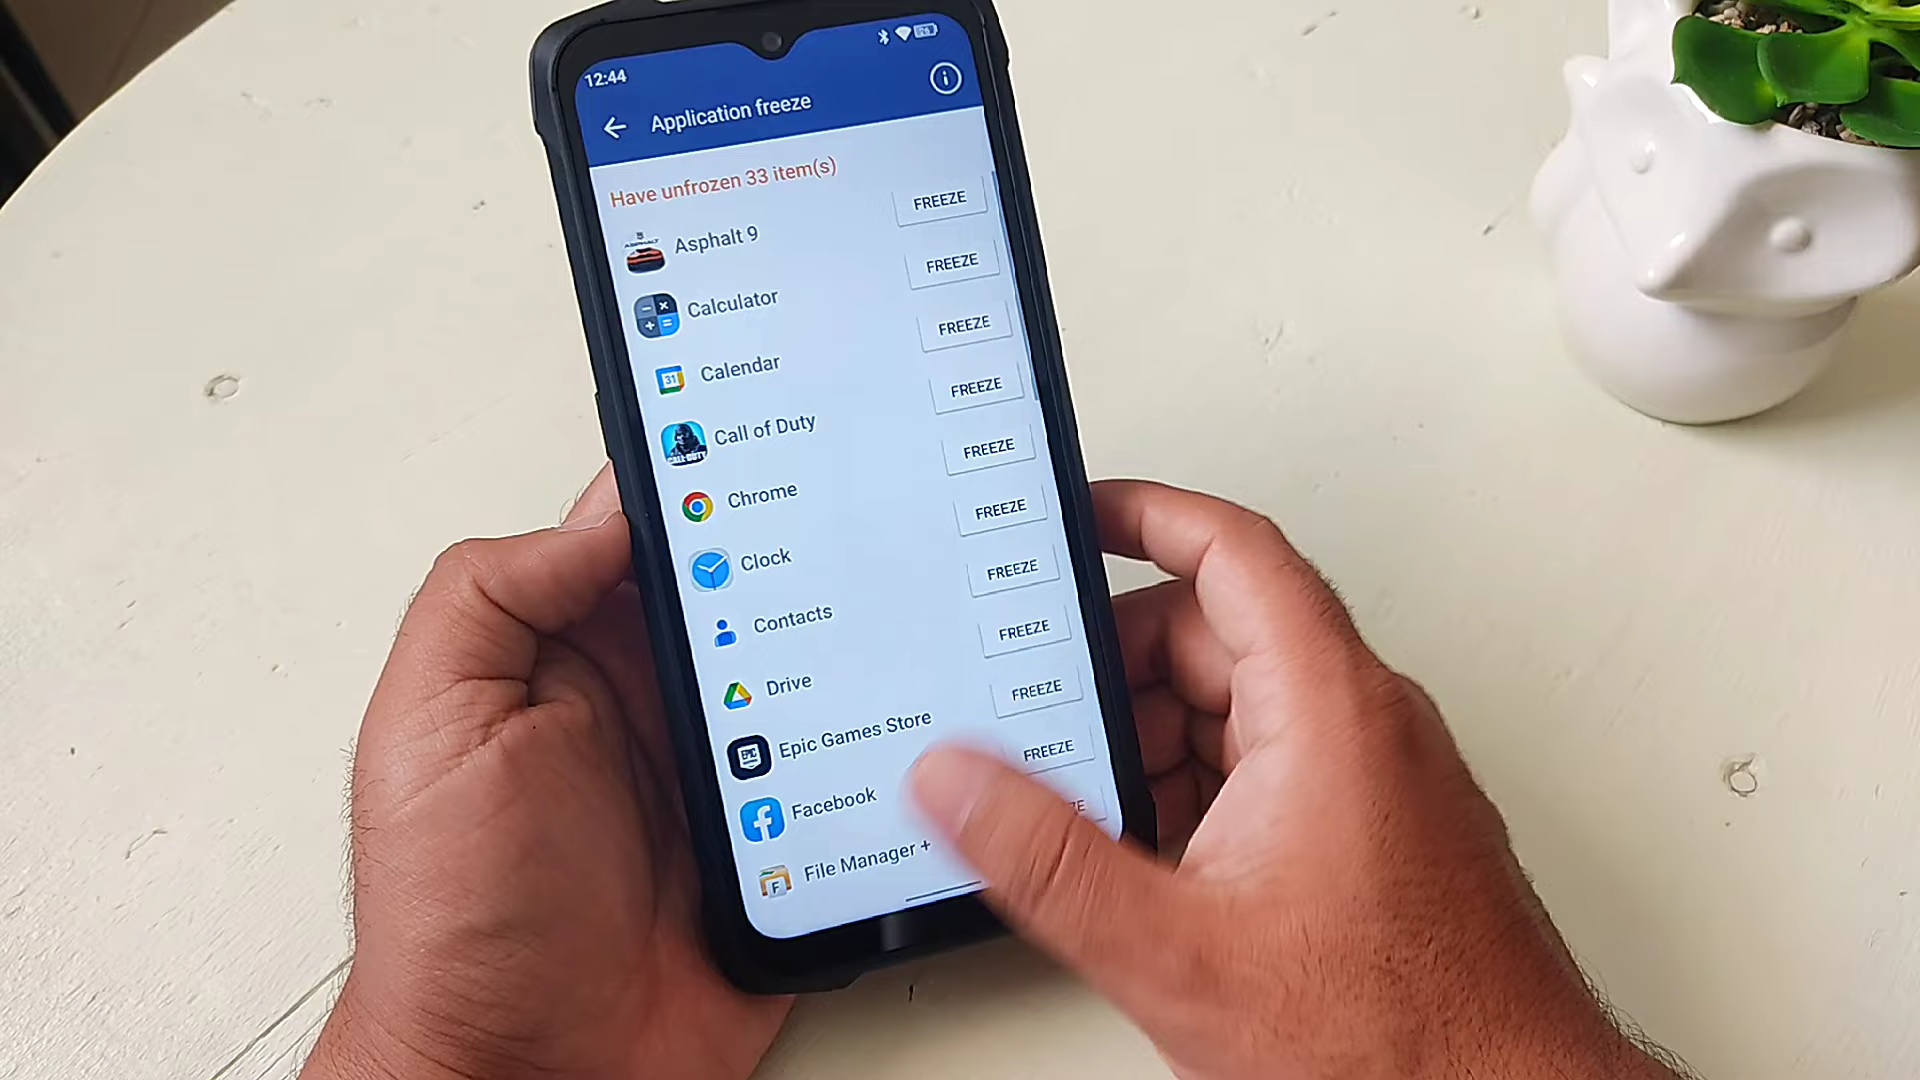 12:44
Application freeze
Have unfrozen 33 item(s)
Asphalt 9
FREEZE
Calculator
FREEZE
Calendar
FREEZE
Call of Duty
FREEZE
Chrome
FREEZE
Clock
FREEZE
Contacts
FREEZE
Drive
FREEZE
Epic Games Store
FREEZE
Facebook
FREEZE
File Manager +